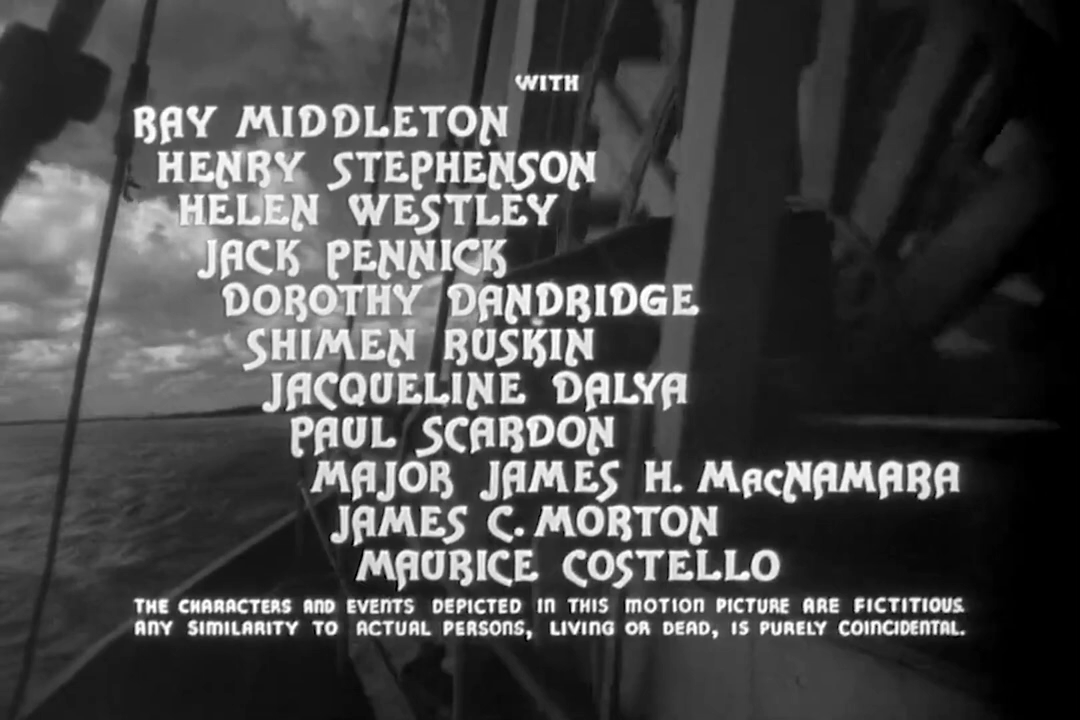 WITH
RAY MIDDLETON
HENRY STEPHENSON
HELEN WESTLEY
JACK PENNICK
DOROTHY DANDRIDGE
SHIMEN RUSKIN
JACQUELINE DALYA
PAUL SCARDON
MAJOR JAMES H. MacNAMARA
JAMES C. MORTON
MAURICE COSTELLO
THE CHARACTERS AND EVENTS DEPICTED IN THIS MOTION PICTURE ARE FICTITIOUS.
ANY SIMILARITY TO ACTUAL PERSONS, LIVING OR DEAD, IS PURELY COINCIDENTAL.